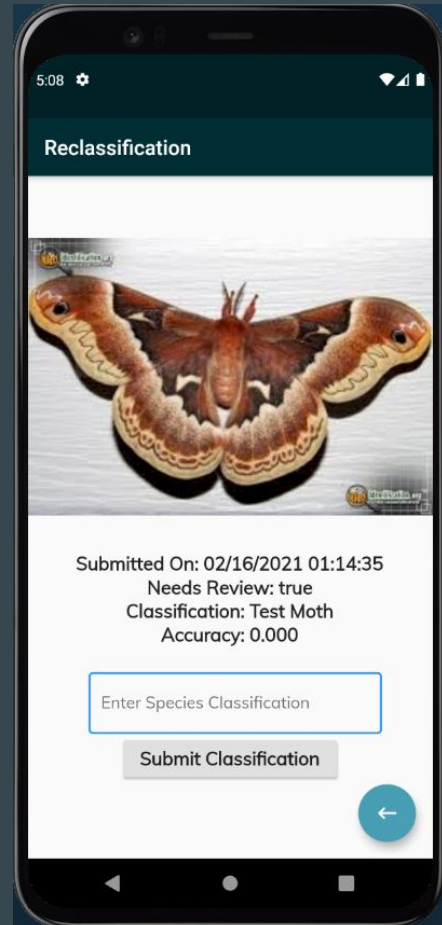 5:08
Reclassification
Submitted On: 02/16/2021 01:14:35
Needs Review: true
Classification: Test Moth
Accuracy: 0.000
Enter Species Classification
Submit Classification